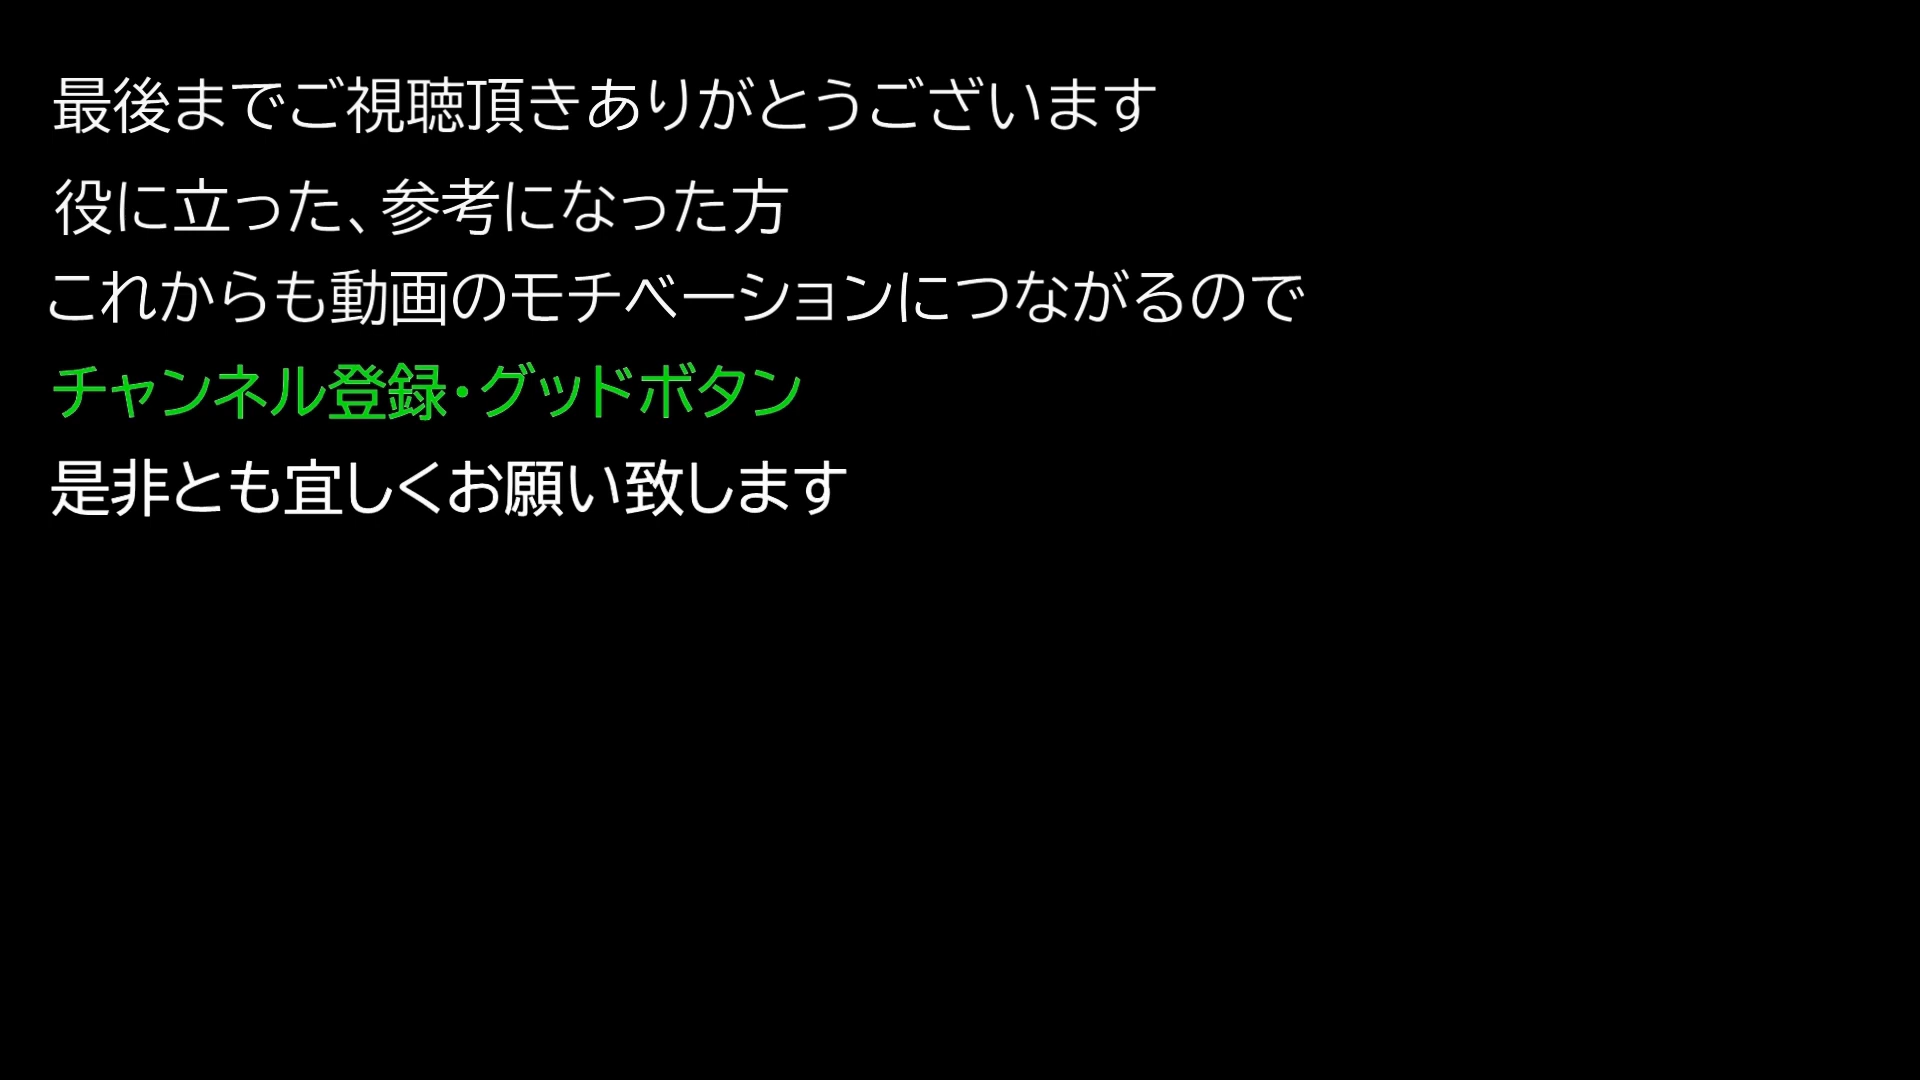 最後までご視聴頂きありがとうございます
役に立った、参考になった方
これからも動画のモチベーションにつながるので
チャンネル登録・グッドボタン
是非とも宜しくお願い致します